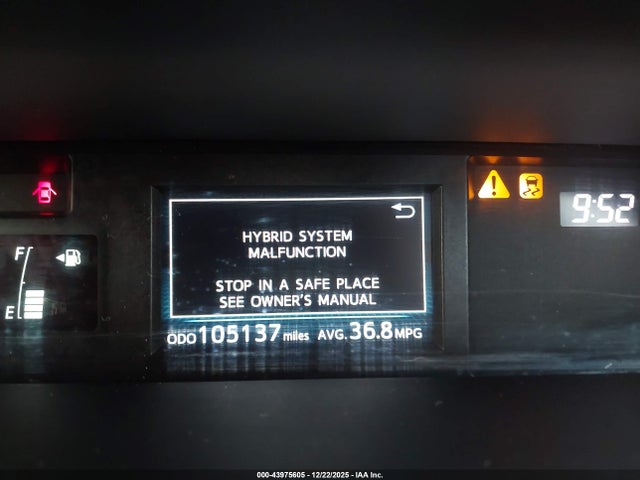 HYBRID SYSTEM
MALFUNCTION
STOP IN A SAFE PLACE
SEE OWNER'S MANUAL
ODO 105137 miles AVG. 36.8 MPG
F
E
9:52
000-43975605 - 12/22/2025 - IAA Inc.